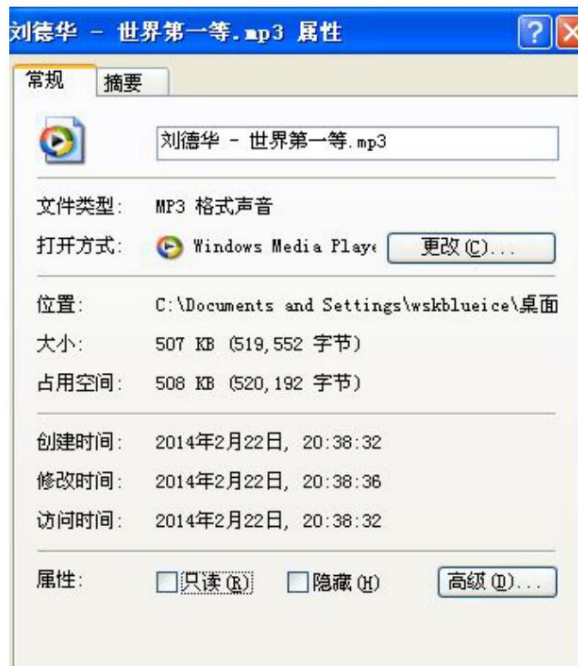 刘德华 - 世界第一等.mp3 属性
常规 摘要
刘德华 - 世界第一等.mp3
文件类型: MP3 格式声音
打开方式: Windows Media Playe 更改(C)...
位置: C:\Documents and Settings\wskblueice\桌面
大小: 507 KB (519,552 字节)
占用空间: 508 KB (520,192 字节)
创建时间: 2014年2月22日, 20:38:32
修改时间: 2014年2月22日, 20:38:36
访问时间: 2014年2月22日, 20:38:32
属性: 只读(R) 隐藏(H) 高级(D)...